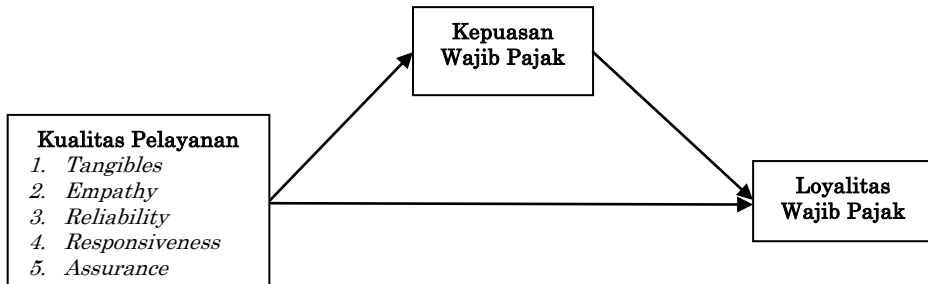 Kepuasan
Wajib Pajak
Kualitas Pelayanan
1. Tangibles
2. Empathy
3. Reliability
4. Responsiveness
5. Assurance
Loyalitas
Wajib Pajak